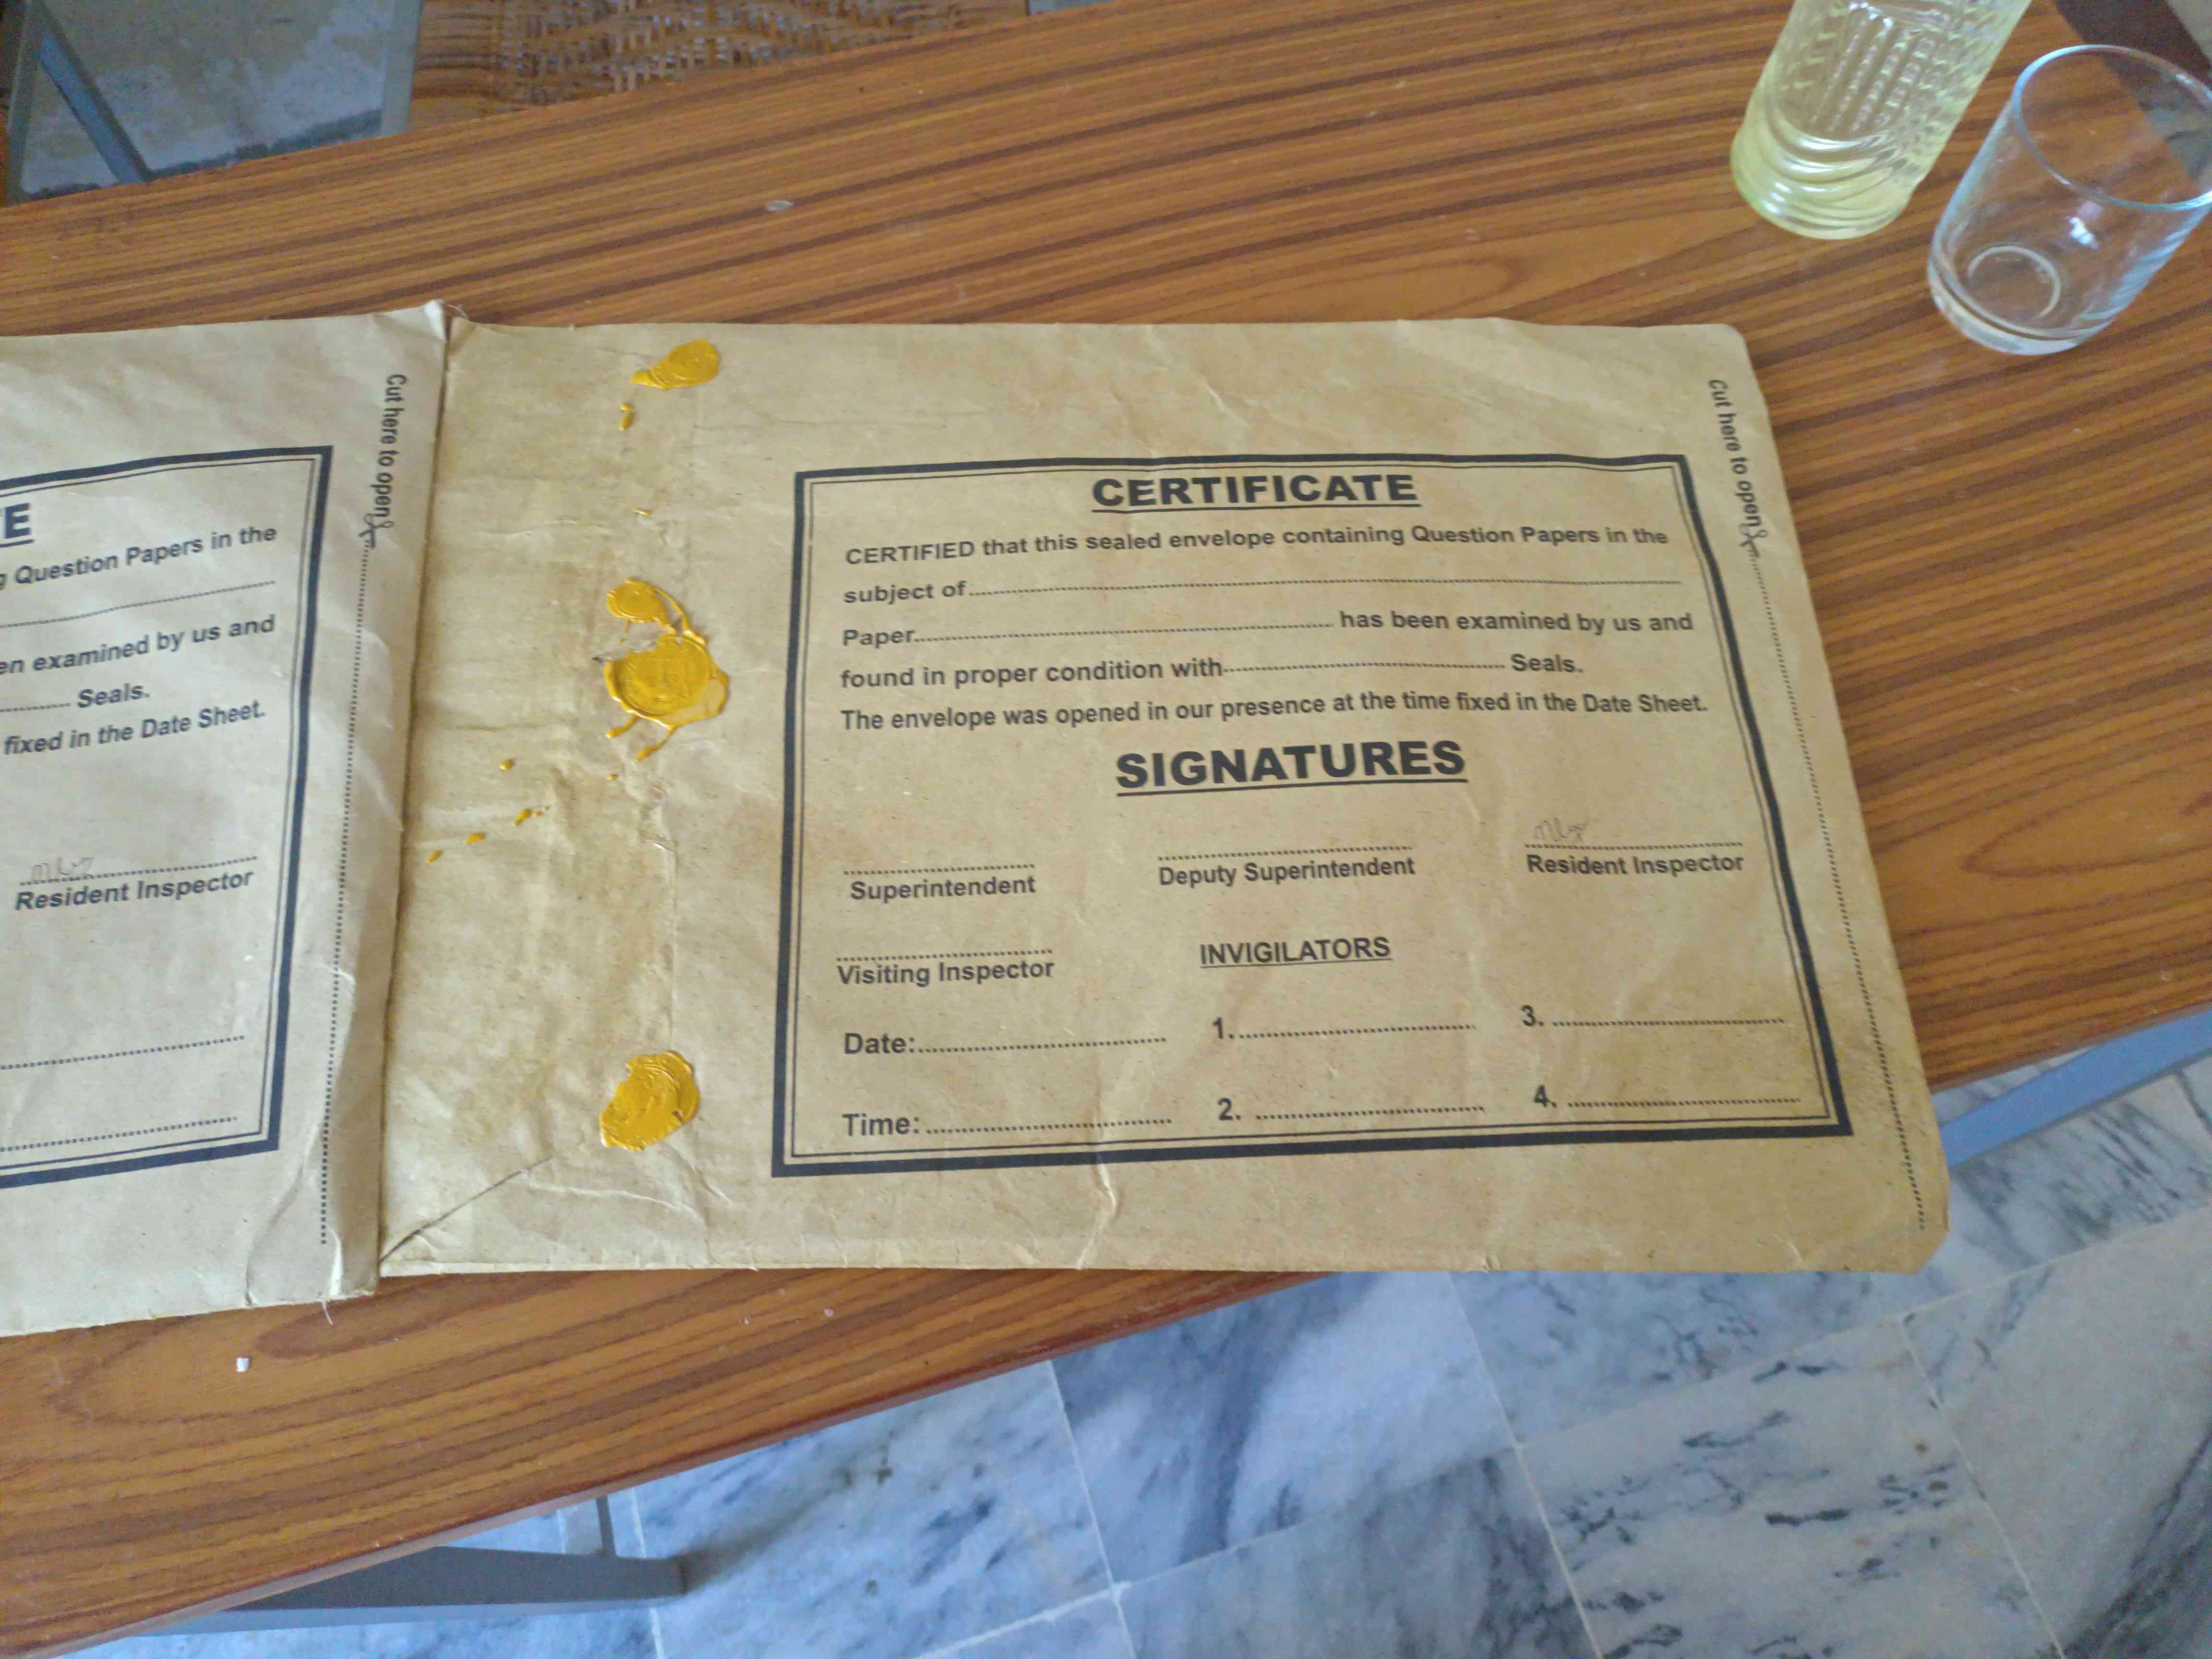 E
g Question Papers in the
en examined by us and
Seals.
fixed in the Date Sheet.
Resident Inspector
Cut here to open
CERTIFICATE
CERTIFIED that this sealed envelope containing Question Papers in the
subject of
Paper has been examined by us and
found in proper condition with Seals.
The envelope was opened in our presence at the time fixed in the Date Sheet.
SIGNATURES
Superintendent Deputy Superintendent Resident Inspector
Visiting Inspector INVIGILATORS
Date: 1. 3.
Time: 2. 4.
Cut here to open